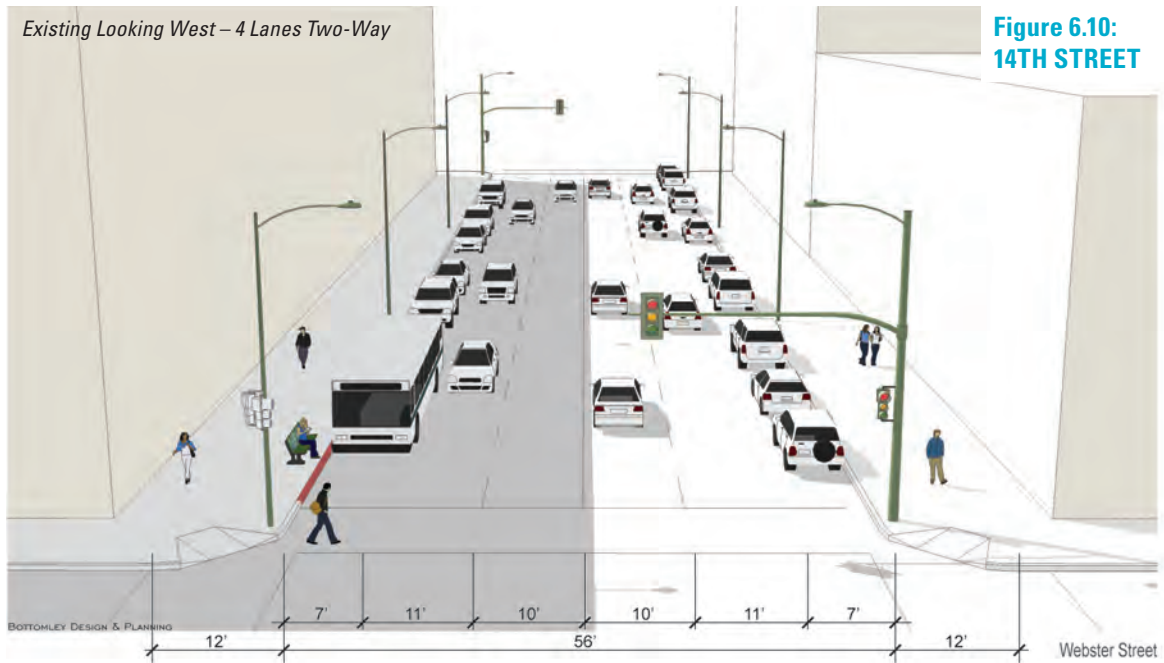 Existing Looking West – 4 Lanes Two-Way
Figure 6.10:
14TH STREET
7' 11' 10' 10' 11' 7'
BOTTOMLEY DESIGN & PLANNING
12' 56' 12'
Webster Street